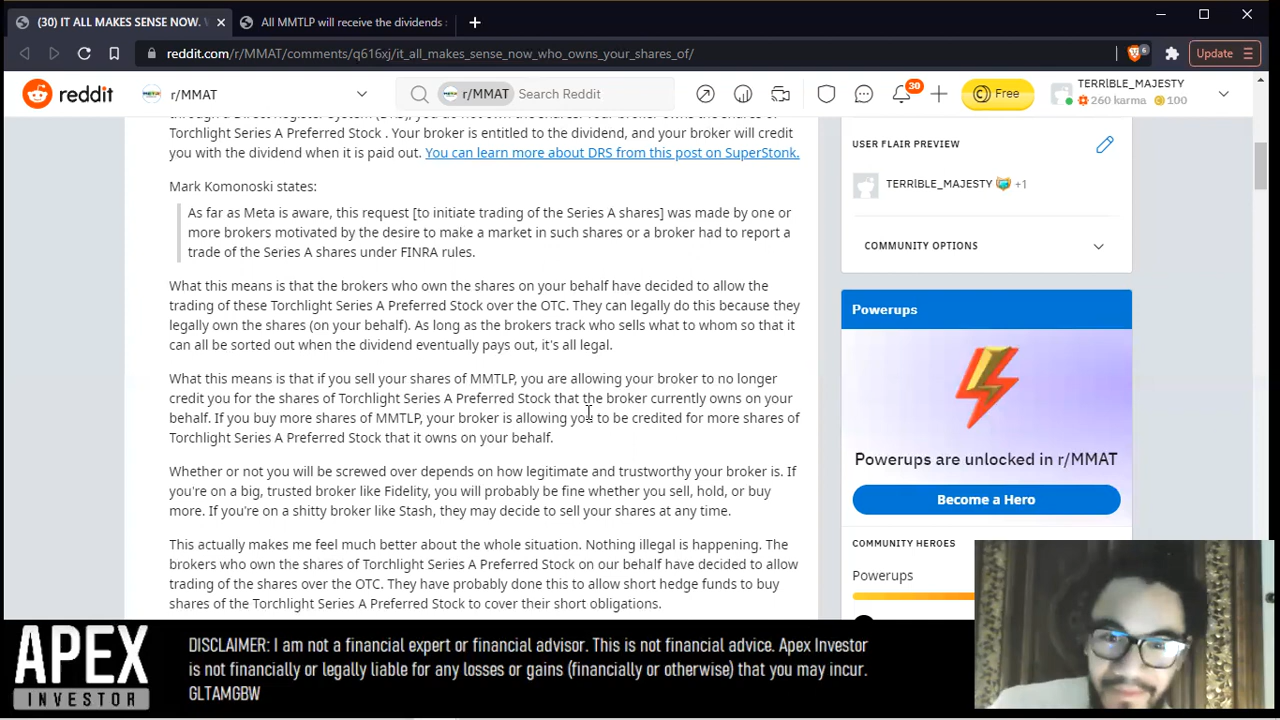 (30) IT ALL MAKES SENSE NOW.
All MMTLP will receive the dividends
reddit.com/r/MMAT/comments/q616xj/it_all_makes_sense_now_who_owns_your_shares_of/
6
Update
reddit
r/MMAT
r/MMAT Search Reddit
30
Free
TERRİBLE_MAJESTY
260 karma 100
Torchlight Series A Preferred Stock . Your broker is entitled to the dividend, and your broker will credit
you with the dividend when it is paid out. You can learn more about DRS from this post on SuperStonk.
Mark Komonoski states:
As far as Meta is aware, this request [to initiate trading of the Series A shares] was made by one or
more brokers motivated by the desire to make a market in such shares or a broker had to report a
trade of the Series A shares under FINRA rules.
What this means is that the brokers who own the shares on your behalf have decided to allow the
trading of these Torchlight Series A Preferred Stock over the OTC. They can legally do this because they
legally own the shares (on your behalf). As long as the brokers track who sells what to whom so that it
can all be sorted out when the dividend eventually pays out, it's all legal.
What this means is that if you sell your shares of MMTLP, you are allowing your broker to no longer
credit you for the shares of Torchlight Series A Preferred Stock that the broker currently owns on your
behalf. If you buy more shares of MMTLP, your broker is allowing you to be credited for more shares of
Torchlight Series A Preferred Stock that it owns on your behalf.
Whether or not you will be screwed over depends on how legitimate and trustworthy your broker is. If
you're on a big, trusted broker like Fidelity, you will probably be fine whether you sell, hold, or buy
more. If you're on a shitty broker like Stash, they may decide to sell your shares at any time.
This actually makes me feel much better about the whole situation. Nothing illegal is happening. The
brokers who own the shares of Torchlight Series A Preferred Stock on our behalf have decided to allow
trading of the shares over the OTC. They have probably done this to allow short hedge funds to buy
shares of the Torchlight Series A Preferred Stock to cover their short obligations.
USER FLAIR PREVIEW
TERRİBLE_MAJESTY +1
COMMUNITY OPTIONS
Powerups
Powerups are unlocked in r/MMAT
Become a Hero
COMMUNITY HEROES
Powerups
APEX
INVESTOR
DISCLAIMER: I am not a financial expert or financial advisor. This is not financial advice. Apex Investor
is not financially or legally liable for any losses or gains (financially or otherwise) that you may incur.
GLTAMGBW